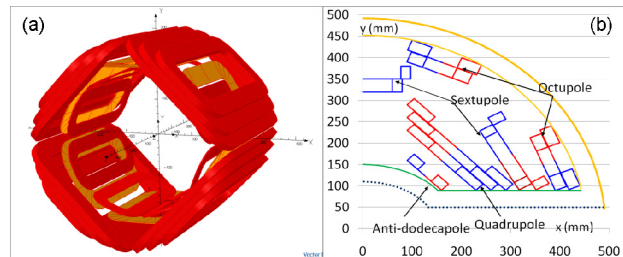 (a)
Y
X
Vector F
(b)
y (mm)
500
450
400
350
300
250
200
150
100
50
0
Octupole
Sextupole
Anti-dodecapole
Quadrupole
x (mm)
0 100 200 300 400 500